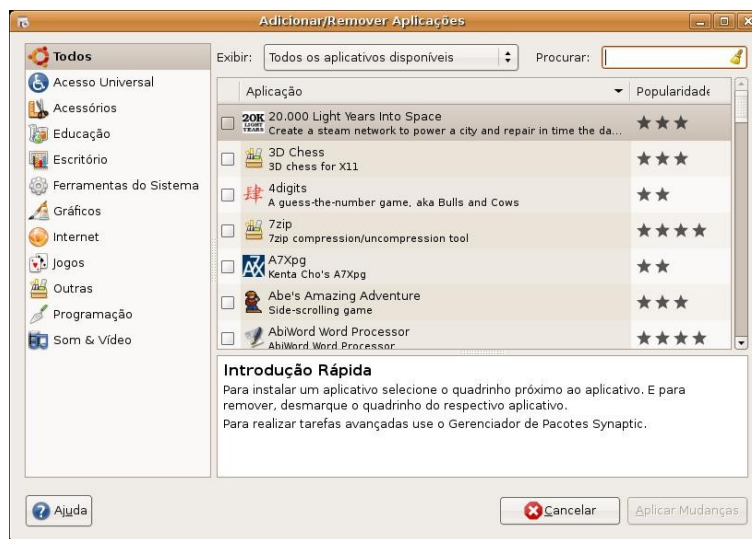 Adicionar/Remover Aplicações
Todos
Acesso Universal
Acessórios
Educação
Escritório
Ferramentas do Sistema
Gráficos
Internet
Jogos
Outras
Programação
Som & Vídeo
Exibir: Todos os aplicativos disponíveis Procurar:
Aplicação Popularidade
20K LIGHT YEARS
20.000 Light Years Into Space
Create a steam network to power a city and repair in time the da...
3D Chess
3D chess for X11
肆 4digits
A guess-the-number game, aka Bulls and Cows
7zip
7zip compression/uncompression tool
A7Xpg
Kenta Cho's A7Xpg
Abe's Amazing Adventure
Side-scrolling game
AbiWord Word Processor
AbiWord Word Processor
Introdução Rápida
Para instalar um aplicativo selecione o quadrinho próximo ao aplicativo. E para
remover, desmarque o quadrinho do respectivo aplicativo.
Para realizar tarefas avançadas use o Gerenciador de Pacotes Synaptic.
Ajuda Cancelar Aplicar Mudanças